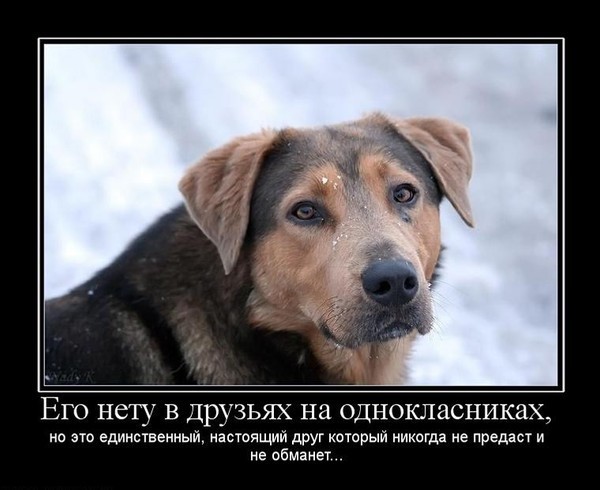 Его нету в друзьях на однокласниках,
но это единственный, настоящий друг который никогда не предаст и
не обманет...